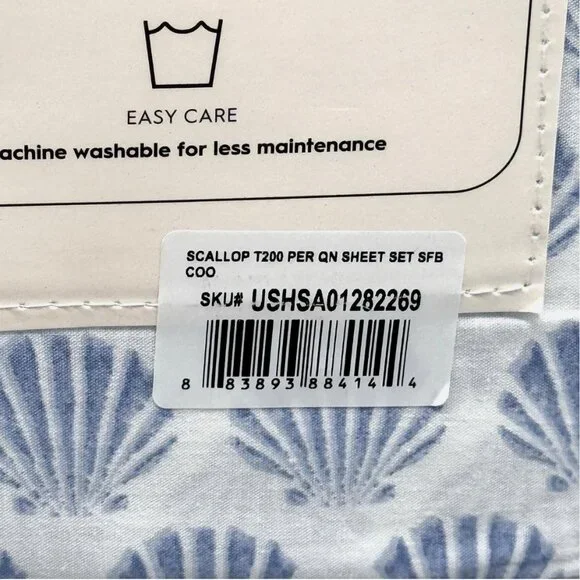 EASY CARE
achine washable for less maintenance
SCALLOP T200 PER QN SHEET SET SFB
COO
SKU# USHSA01282269
8 83893 88414 4